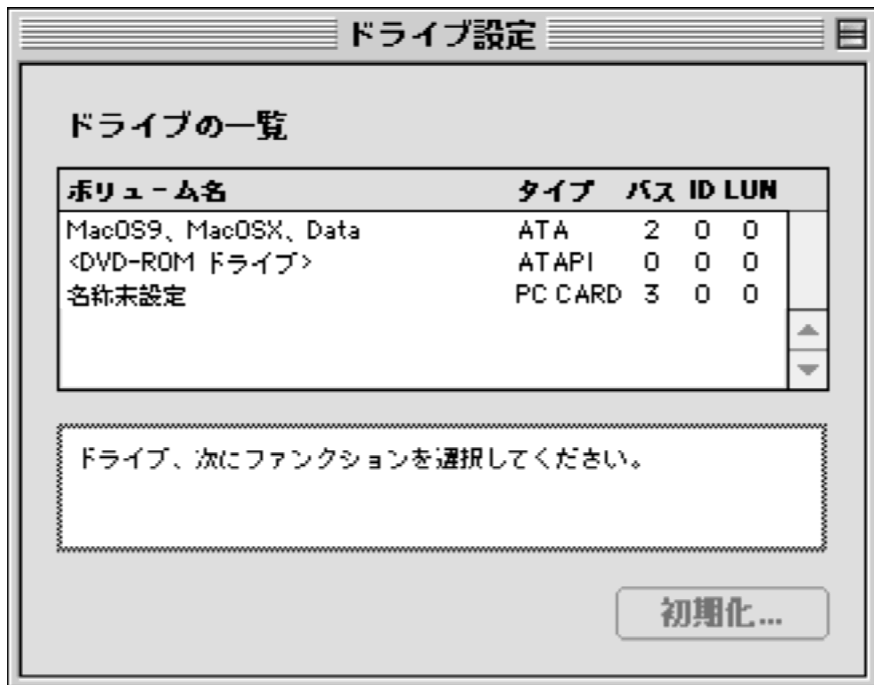 ドライブ設定
ドライブの一覧
ボリューム名 タイプ バス ID LUN
MacOS9、MacOSX、Data ATA 2 0 0
<DVD-ROM ドライブ> ATAPI 0 0 0
名称未設定 PC CARD 3 0 0
ドライブ、次にファンクションを選択してください。
初期化...